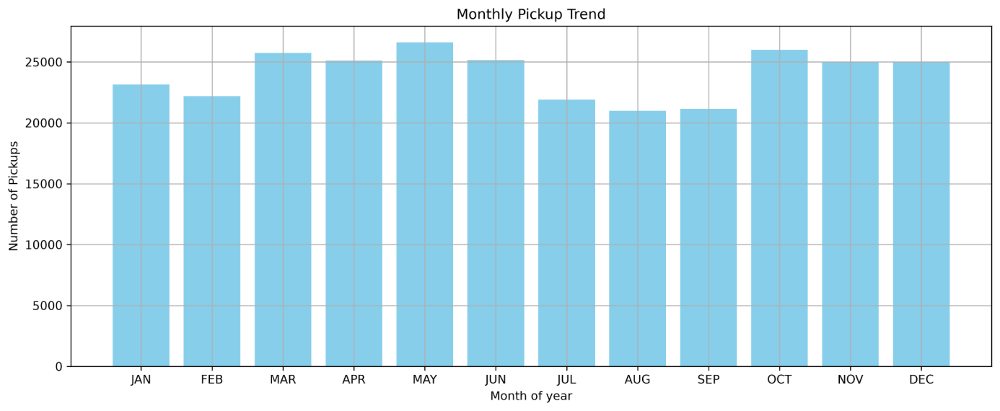 Monthly Pickup Trend
Number of Pickups
25000
20000
15000
10000
5000
0
JAN FEB MAR APR MAY JUN JUL AUG SEP OCT NOV DEC
Month of year